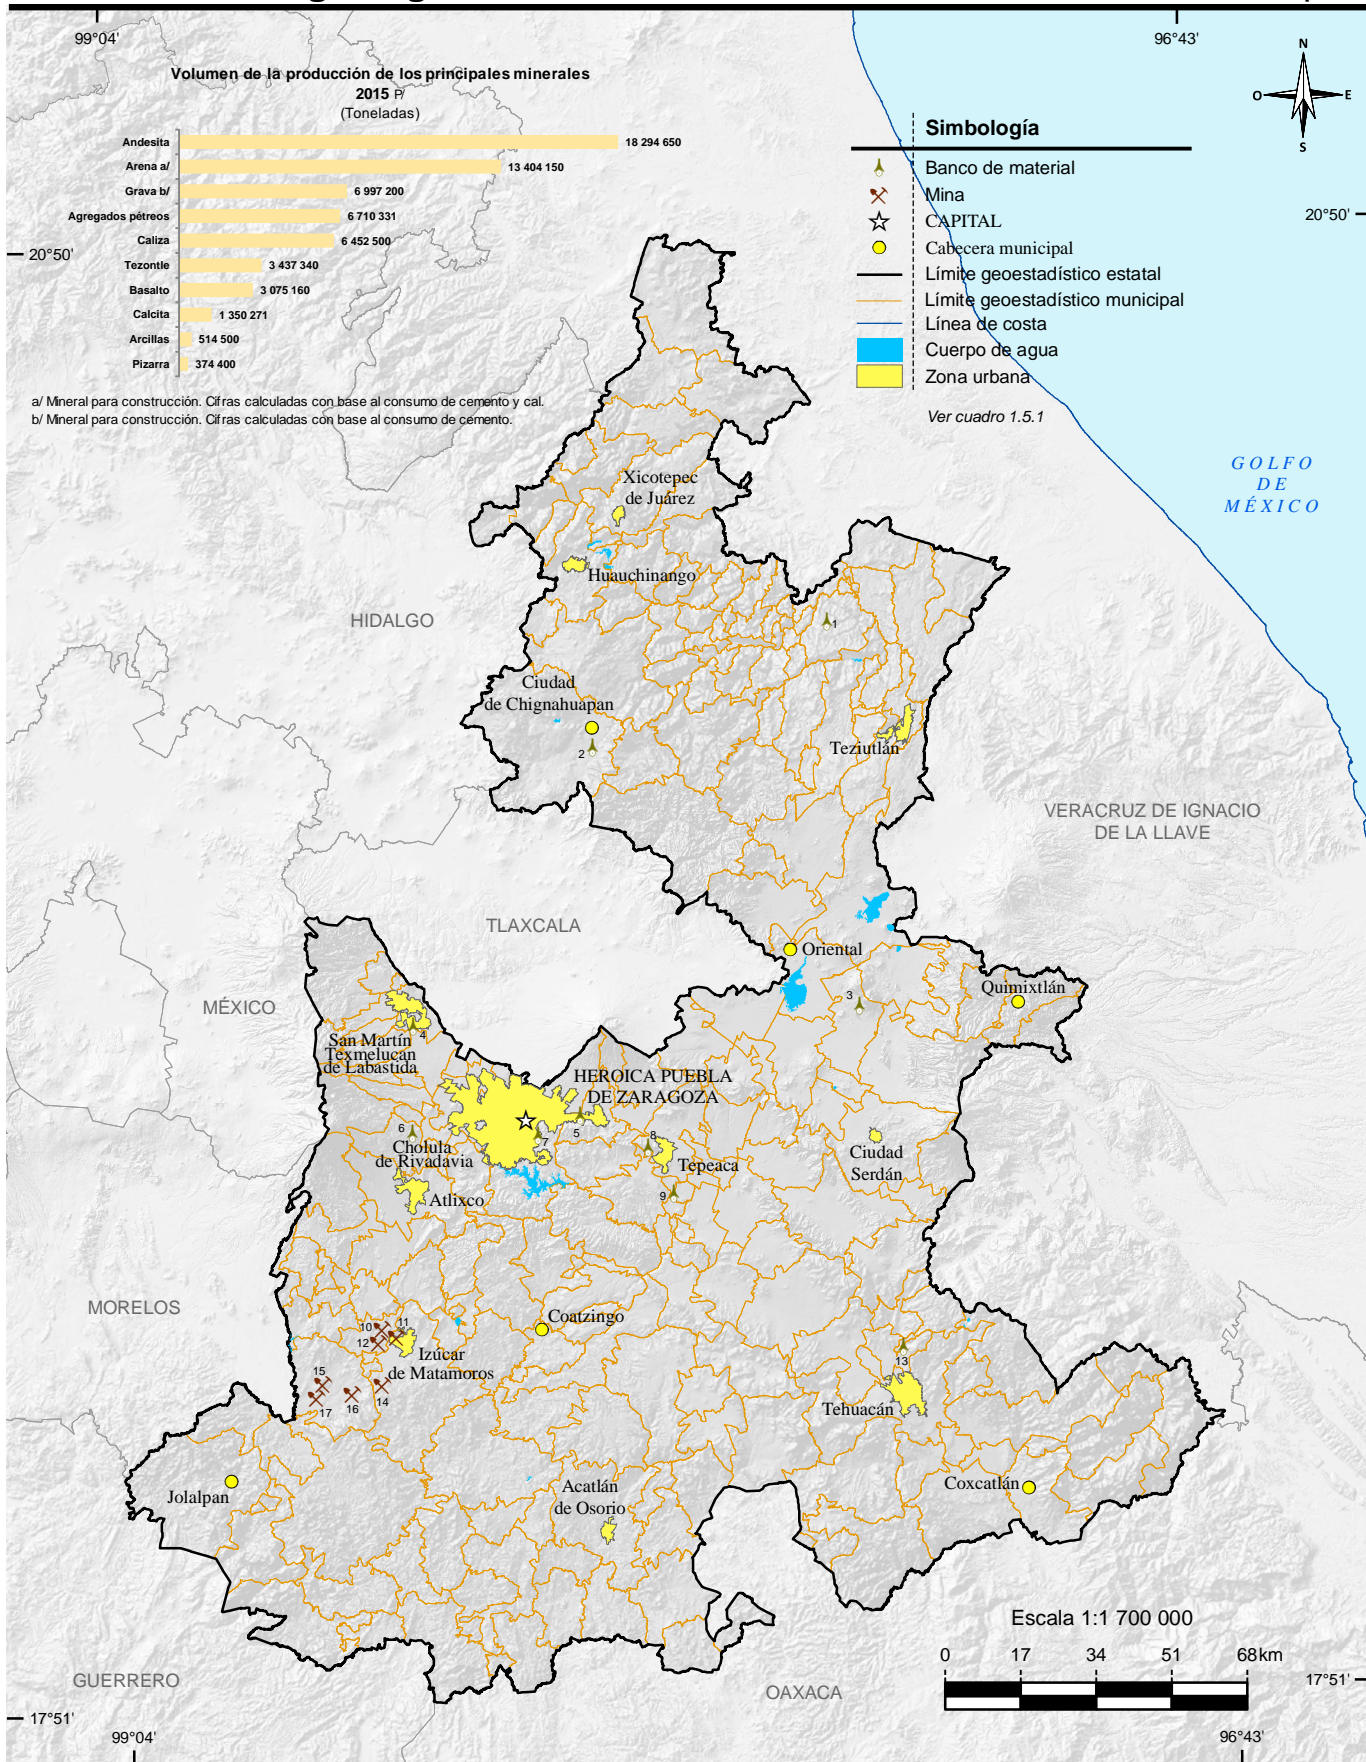 99°04'
96°43'
Volumen de la producción de los principales minerales
2015 P/
(Toneladas)
Andesita 18 294 650
Arena a/ 13 404 150
Grava b/ 6 997 200
Agregados pétreos 6 710 331
Caliza 6 452 500
Tezontle 3 437 340
Basalto 3 075 160
Calcita 1 350 271
Arcillas 514 500
Pizarra 374 400
a/ Mineral para construcción. Cifras calculadas con base al consumo de cemento y cal.
b/ Mineral para construcción. Cifras calculadas con base al consumo de cemento.
N
O
E
S
Simbología
Banco de material
Mina
CAPITAL
Cabecera municipal
Límite geoestadístico estatal
Límite geoestadístico municipal
Línea de costa
Cuerpo de agua
Zona urbana
Ver cuadro 1.5.1
20°50'
20°50'
GOLFO
DE
MÉXICO
Xicotepec
de Juárez
Huauchinango
HIDALGO
1
Ciudad
de Chignahuapan
2
Teziutlán
VERACRUZ DE IGNACIO
DE LA LLAVE
TLAXCALA
Oriental
Quimixtlán
3
MÉXICO
4
San Martín
Texmelucan
de Labastida
HEROICA PUEBLA
DE ZARAGOZA
5
6
7
8
Cholula
de Rivadavia
Tepeaca
Ciudad
Serdán
9
Atlixco
MORELOS
Coatzingo
10
11
12
Izúcar
de Matamoros
13
14
15
16
17
Tehuacán
Jolalpan
Acatlán
de Osorio
Coxcatlán
Escala 1:1 700 000
0 17 34 51 68 km
GUERRERO
OAXACA
17°51'
17°51'
99°04'
96°43'